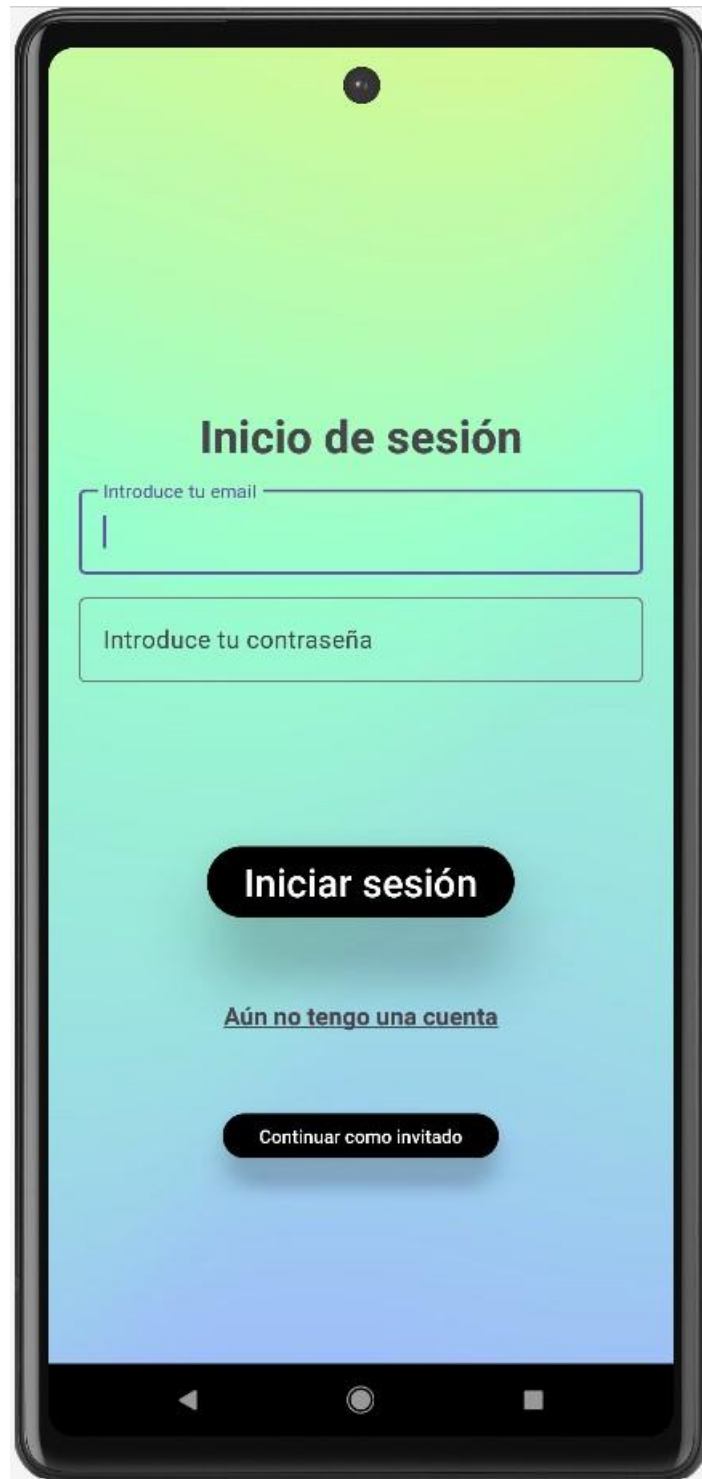 Inicio de sesión
Introduce tu email
Introduce tu contraseña
Iniciar sesión
Aún no tengo una cuenta
Continuar como invitado